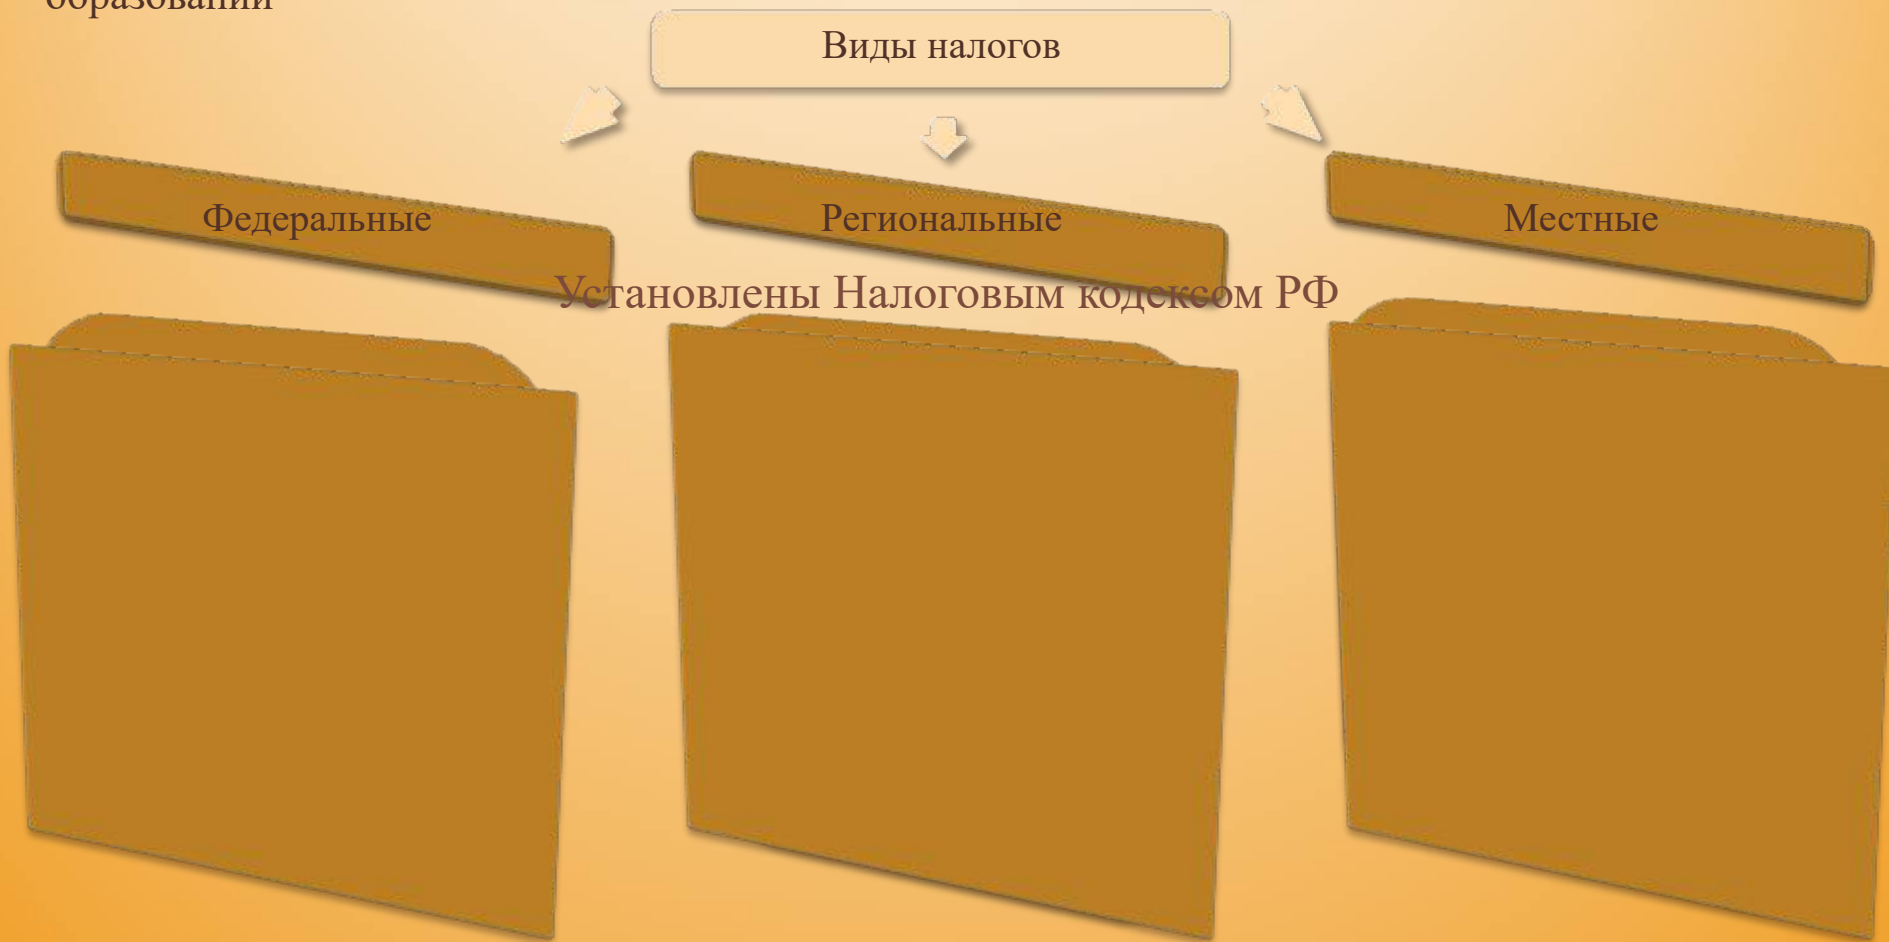 Виды налогов
Федеральные
Региональные
Местные
Установлены Налоговым кодексом РФ